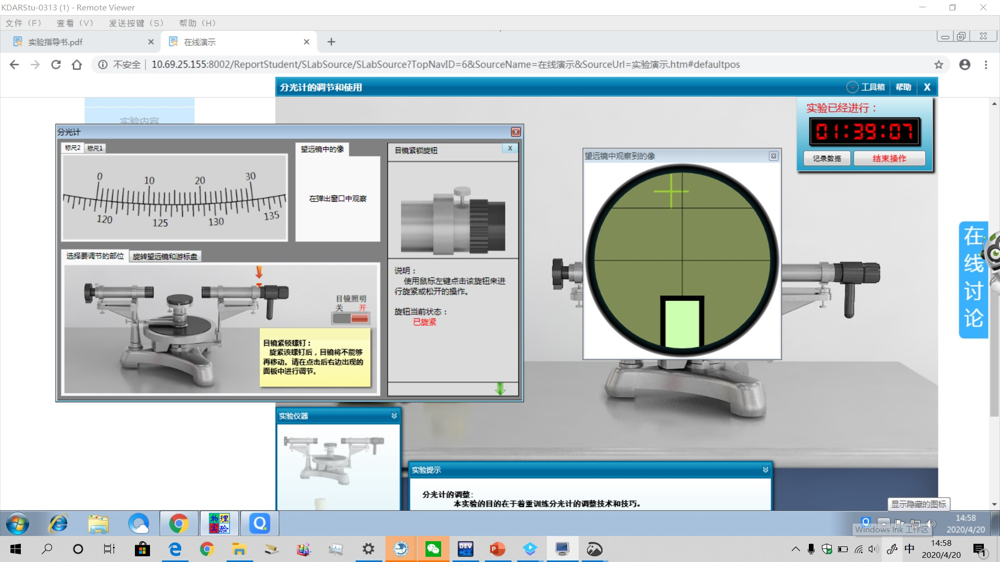 KDARStu-0313 (1) - Remote Viewer
文件（F） 查看（V） 发送按键（S） 帮助（H）
实验指导书.pdf
在线演示
不安全
10.69.25.155:8002/ReportStudent/SLabSource/SLabSource?TopNavID=6&SourceName=在线演示&SourceUrl=实验演示.htm#defaultpos
分光计的调节和使用
工具箱
帮助
X
实验内容
实验已经进行：
01:39:07
记录数据
结束操作
分光计
标尺2
标尺1
0
10
20
30
120
125
130
135
望远镜中的像
在弹出窗口中观察
目镜紧锁旋钮
X
说明：
使用鼠标左键点击该旋钮来进
行旋紧或松开的操作。
旋钮当前状态：
已旋紧
选择要调节的部位
旋转望远镜和游标盘
目镜照明
关 开
目镜紧锁螺钉：
旋紧该螺钉后，目镜将不能够
再移动。请在点击后右边出现的
面板中进行调节。
望远镜中观察到的像
在线讨论
实验仪器
实验提示
分光计的调整：
本实验的目的在于着重训练分光计的调整技术和技巧。
显示隐藏的图标
Windows Ink 工作区
物理
实验
14:58
2020/4/20
DEV
中
14:58
2020/4/20
1